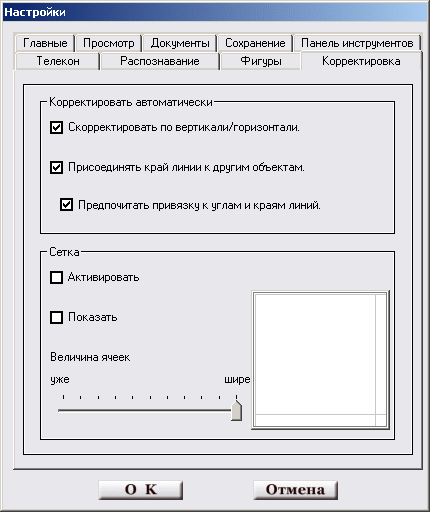 Настройки
Главные Просмотр Документы Сохранение Панель инструментов
Телекон Распознавание Фигуры Корректировка
Корректировать автоматически
Скорректировать по вертикали/горизонтали.
Присоединять край линии к другим объектам.
Предпочитать привязку к углам и краям линий.
Сетка
Активировать
Показать
Величина ячеек
уже шире
О К Отмена